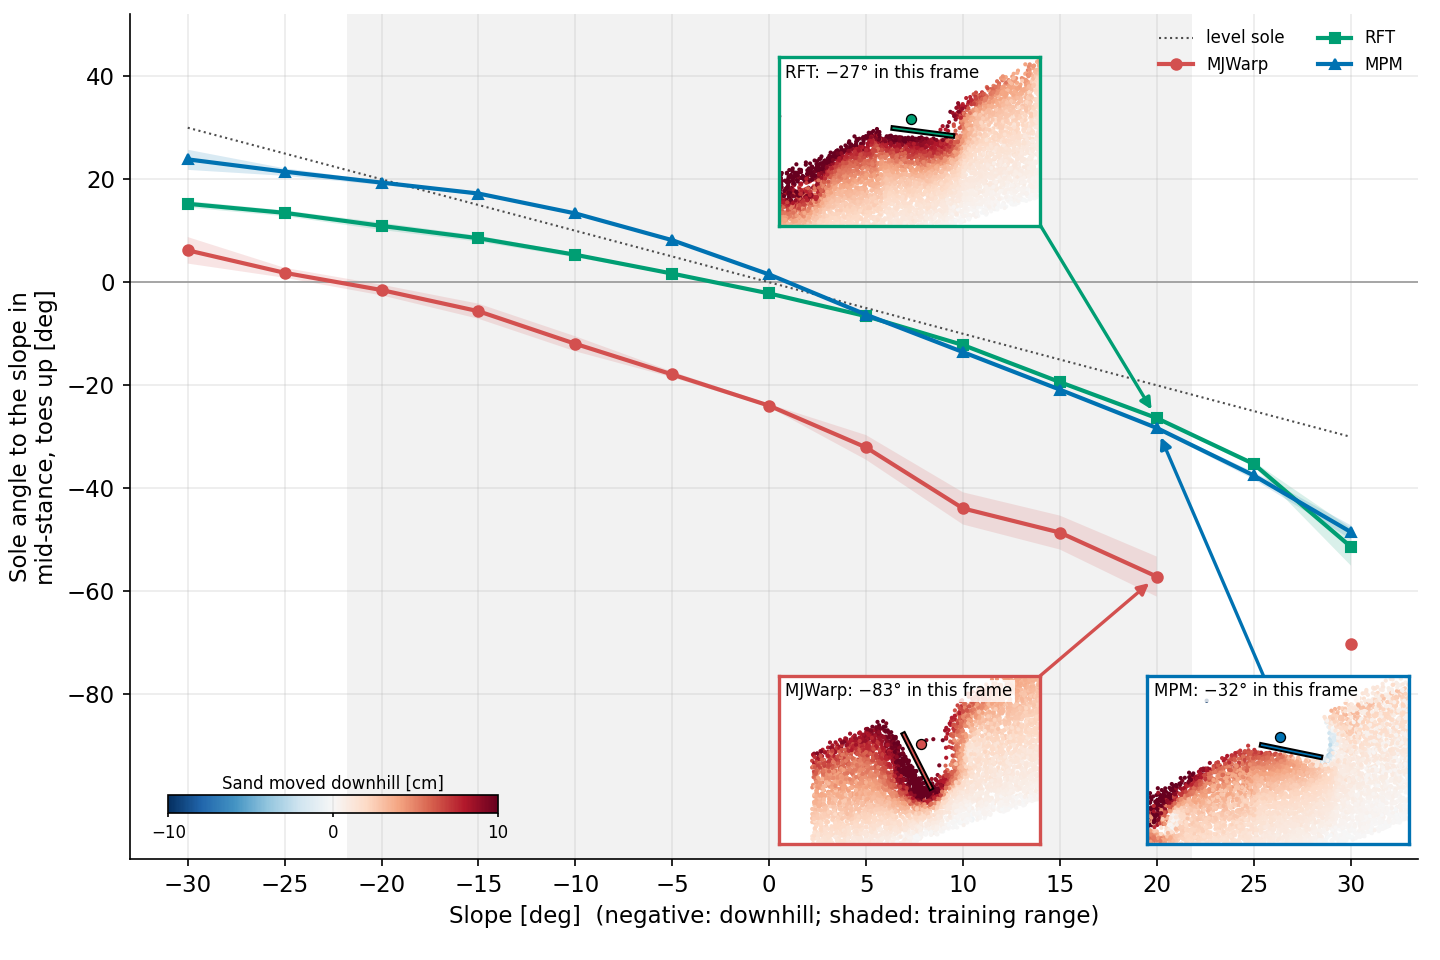 level sole
MJWarp
RFT
MPM
RFT: −27° in this frame
40
20
0
−20
−40
−60
−80
Sole angle to the slope in
mid-stance, toes up [deg]
MJWarp: −83° in this frame
MPM: −32° in this frame
Sand moved downhill [cm]
−10 0 10
−30 −25 −20 −15 −10 −5 0 5 10 15 20 25 30
Slope [deg]  (negative: downhill; shaded: training range)